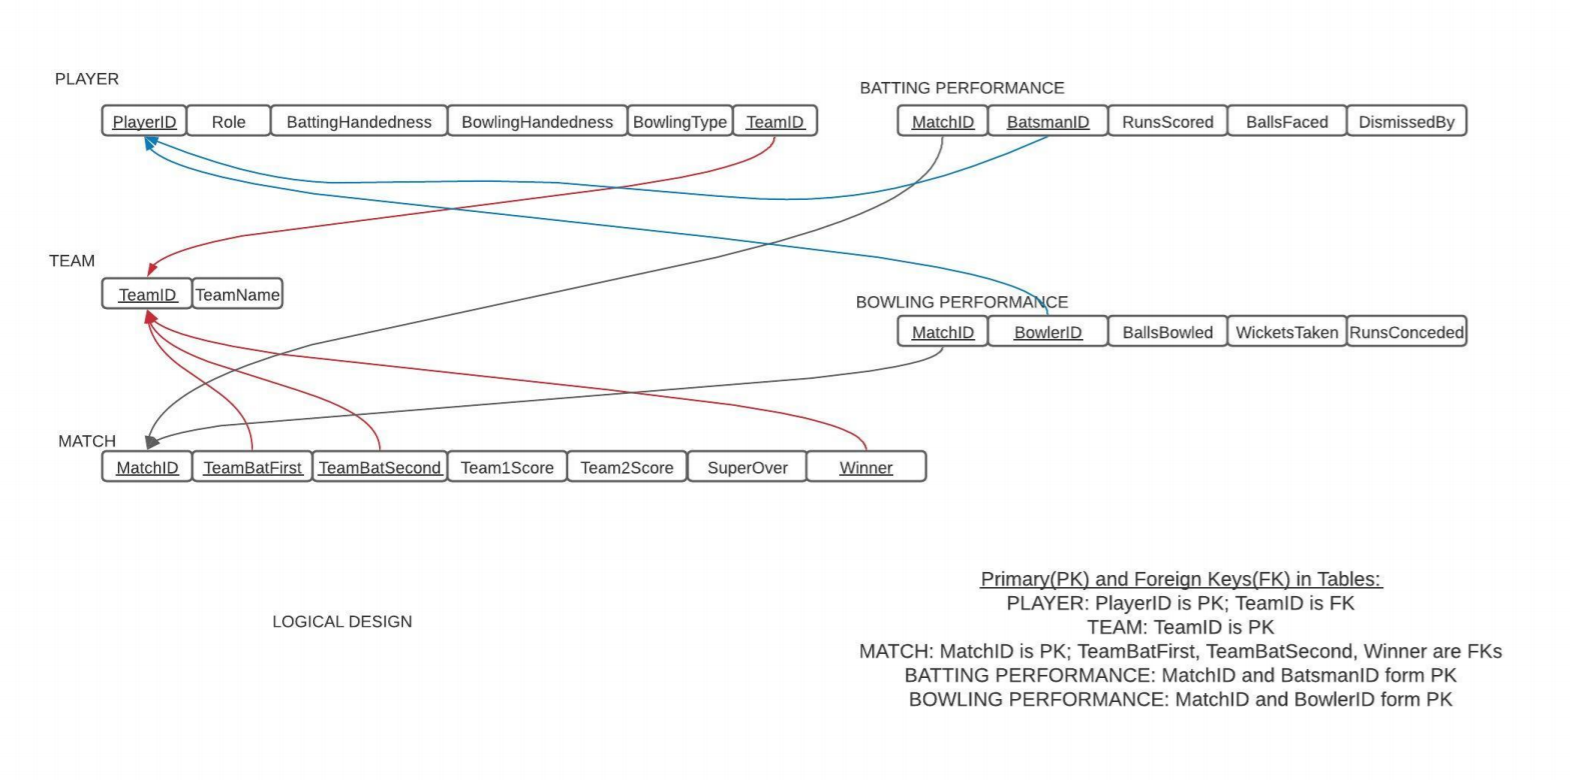 PLAYER
PlayerID Role BattingHandedness BowlingHandedness BowlingType TeamID
BATTING PERFORMANCE
MatchID BatsmanID RunsScored BallsFaced DismissedBy
TEAM
TeamID TeamName
BOWLING PERFORMANCE
MatchID BowlerID BallsBowled WicketsTaken RunsConceded
MATCH
MatchID TeamBatFirst TeamBatSecond Team1Score Team2Score SuperOver Winner
LOGICAL DESIGN
Primary(PK) and Foreign Keys(FK) in Tables:
PLAYER: PlayerID is PK; TeamID is FK
TEAM: TeamID is PK
MATCH: MatchID is PK; TeamBatFirst, TeamBatSecond, Winner are FKs
BATTING PERFORMANCE: MatchID and BatsmanID form PK
BOWLING PERFORMANCE: MatchID and BowlerID form PK